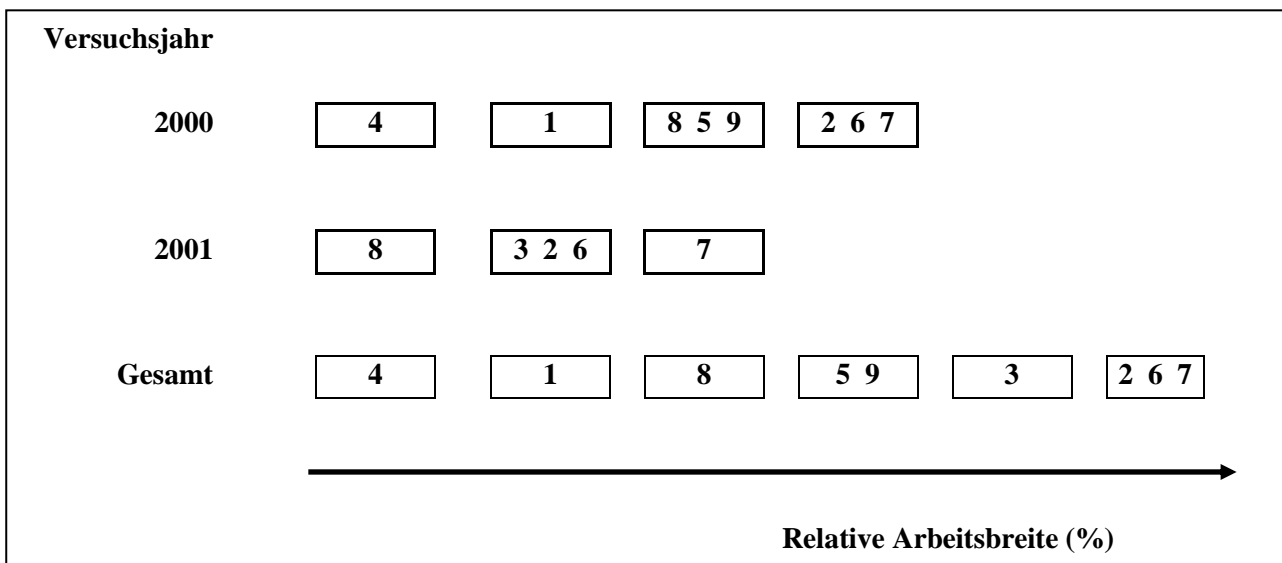 Versuchsjahr
2000 4 1 8 5 9 2 6 7
2001 8 3 2 6 7
Gesamt 4 1 8 5 9 3 2 6 7
Relative Arbeitsbreite (%)